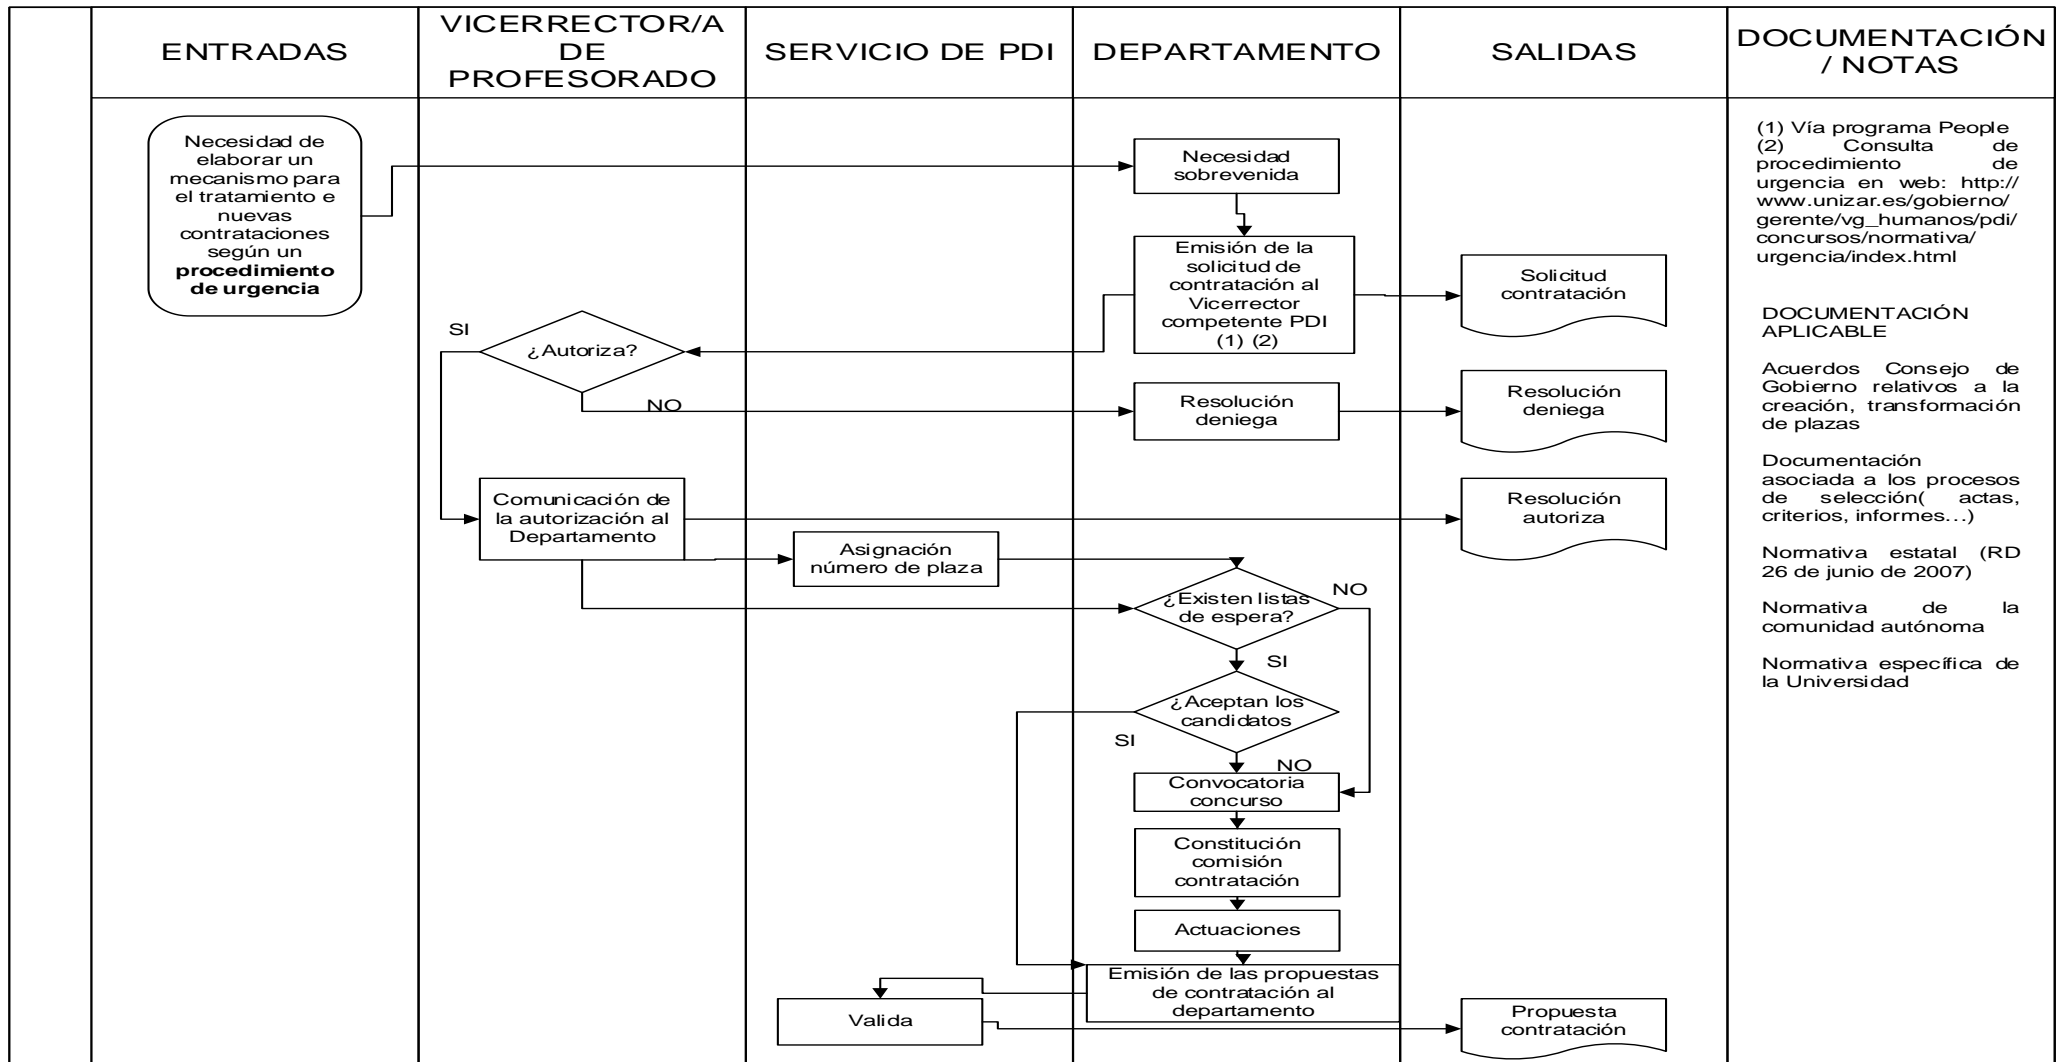 ENTRADAS
VICERRECTOR/A
DE
PROFESORADO
SERVICIO DE PDI
DEPARTAMENTO
SALIDAS
DOCUMENTACIÓN
/ NOTAS
Necesidad de
elaborar un
mecanismo para
el tratamiento e
nuevas
contrataciones
según un
procedimiento
de urgencia
Necesidad
sobrevenida
Emisión de la
solicitud de
contratación al
Vicerrector
competente PDI
(1) (2)
Solicitud
contratación
SI
¿Autoriza?
NO
Resolución
deniega
Resolución
deniega
Comunicación de
la autorización al
Departamento
Resolución
autoriza
Asignación
número de plaza
¿Existen listas
de espera?
NO
SI
¿Aceptan los
candidatos
SI
NO
Convocatoria
concurso
Constitución
comisión
contratación
Actuaciones
Emisión de las propuestas
de contratación al
departamento
Valida
Propuesta
contratación
(1) Vía programa People
(2) Consulta de
procedimiento de
urgencia en web: http://
www.unizar.es/gobierno/
gerente/vg_humanos/pdi/
concursos/normativa/
urgencia/index.html
DOCUMENTACIÓN
APLICABLE
Acuerdos Consejo de
Gobierno relativos a la
creación, transformación
de plazas
Documentación
asociada a los procesos
de selección( actas,
criterios, informes...)
Normativa estatal (RD
26 de junio de 2007)
Normativa de la
comunidad autónoma
Normativa específica de
la Universidad